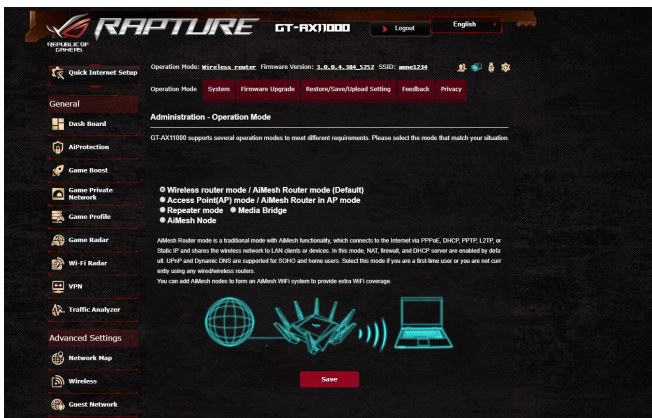 REPUBLIC OF
GAMERS
RAPTURE GT-AX11000 Logout English
Quick Internet Setup
Operation Mode: Wireless router Firmware Version: 3.0.0.4.384_5252 SSID: anne1234
Operation Mode System Firmware Upgrade Restore/Save/Upload Setting Feedback Privacy
General
Dash Board
AiProtection
Game Boost
Game Private
Network
Game Profile
Game Radar
Wi-Fi Radar
VPN
Traffic Analyzer
Advanced Settings
Network Map
Wireless
Guest Network
Administration - Operation Mode
GT-AX11000 supports several operation modes to meet different requirements. Please select the mode that match your situation.
Wireless router mode / AiMesh Router mode (Default)
Access Point(AP) mode / AiMesh Router in AP mode
Repeater mode Media Bridge
AiMesh Node
AiMesh Router mode is a traditional mode with AiMesh functionality, which connects to the Internet via PPPoE, DHCP, PPTP, L2TP, or
Static IP and shares the wireless network to LAN clients or devices. In this mode, NAT, firewall, and DHCP server are enabled by defa
ult. UPnP and Dynamic DNS are supported for SOHO and home users. Select this mode if you are a first-time user or you are not curr
ently using any wired/wireless routers.
You can add AiMesh nodes to form an AiMesh WiFi system to provide extra WiFi coverage.
Save